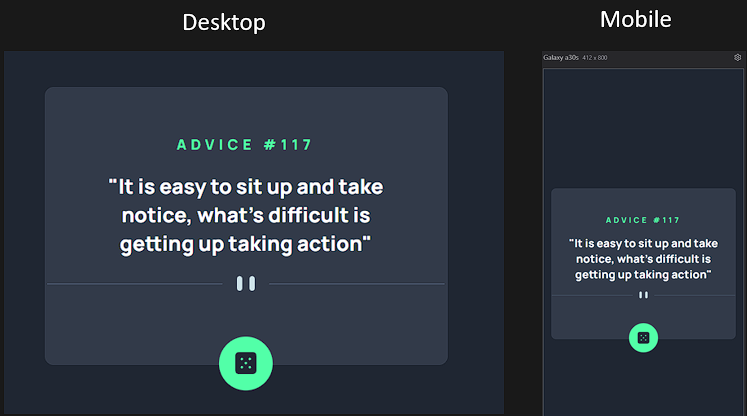 Desktop
ADVICE #117
"It is easy to sit up and take
notice, what's difficult is
getting up taking action"
Mobile
Galaxy a30s 412 x 800
ADVICE #117
"It is easy to sit up and take
notice, what's difficult is
getting up taking action"